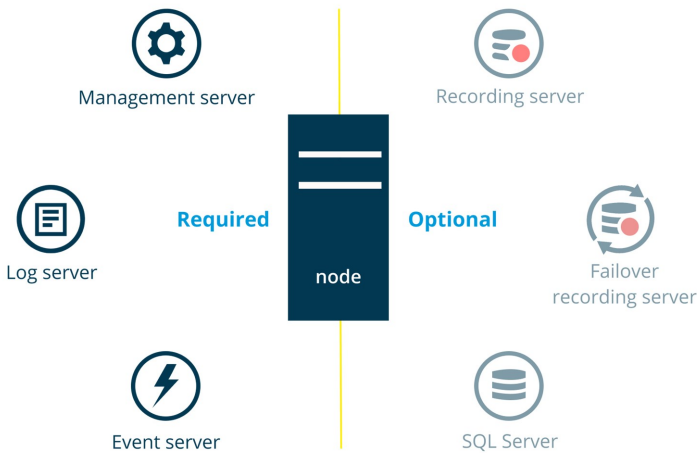 Management server
Recording server
Required
Optional
Log server
node
Failover
recording server
Event server
SQL Server